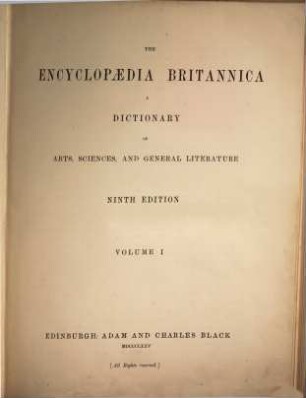 THE
ENCYCLOPÆDIA BRITANNICA
A
DICTIONARY
OF
ARTS, SCIENCES, AND GENERAL LITERATURE
NINTH EDITION
VOLUME I
EDINBURGH: ADAM AND CHARLES BLACK
MDCCCLXXV
[All Rights reserved.]